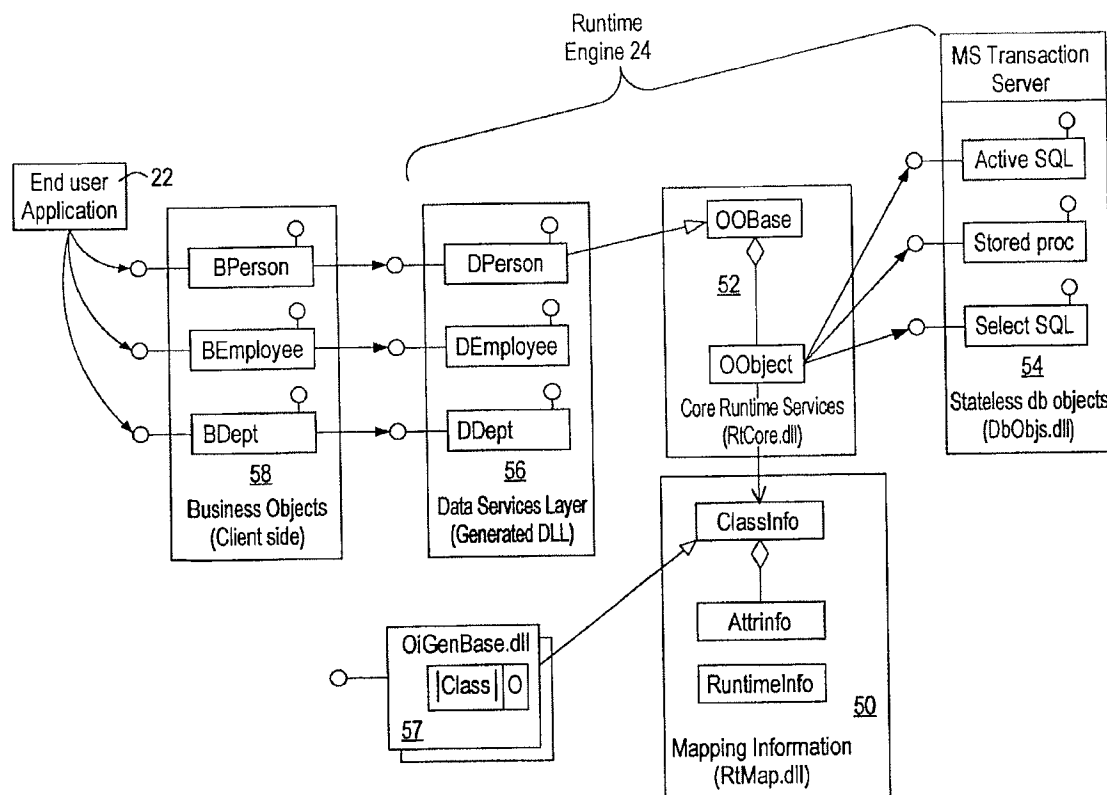 Runtime
Engine 24
MS Transaction
Server
Active SQL
Stored proc
Select SQL
54
Stateless db objects
(DbObjs.dll)
End user
Application
22
BPerson
BEmployee
BDept
58
Business Objects
(Client side)
DPerson
DEmployee
DDept
56
Data Services Layer
(Generated DLL)
OOBase
52
OObject
Core Runtime Services
(RtCore.dll)
ClassInfo
Attrinfo
RuntimeInfo
50
Mapping Information
(RtMap.dll)
OiGenBase.dll
|Class| O
57